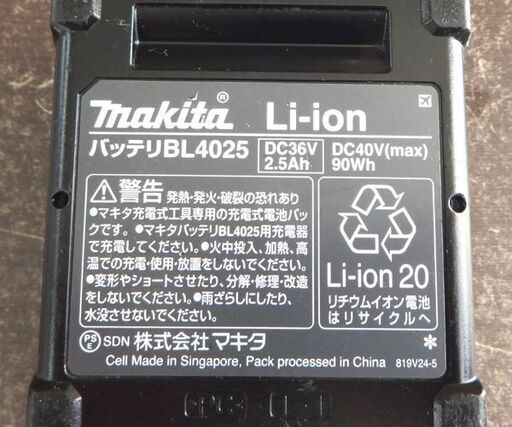 makita® Li-ion
バッテリBL4025 DC36V 2.5Ah DC40V(max) 90Wh
⚠警告 発熱・発火・破裂の恐れあり
●マキタ充電式工具専用の充電式電池パッ
クです。●マキタバッテリBL4025用充電器
で充電してください。●火中投入、加熱、高
温での充電・使用・放置をしないでください。
●変形やショートさせたり、分解・修理・改造
をしないでください。●雨ざらしにしたり、
水没させないでください。
Li-ion 20
リチウムイオン電池
はリサイクルへ
PSE SDN 株式会社 マキタ
Cell Made in Singapore, Pack processed in China 819V24-5
>PC<